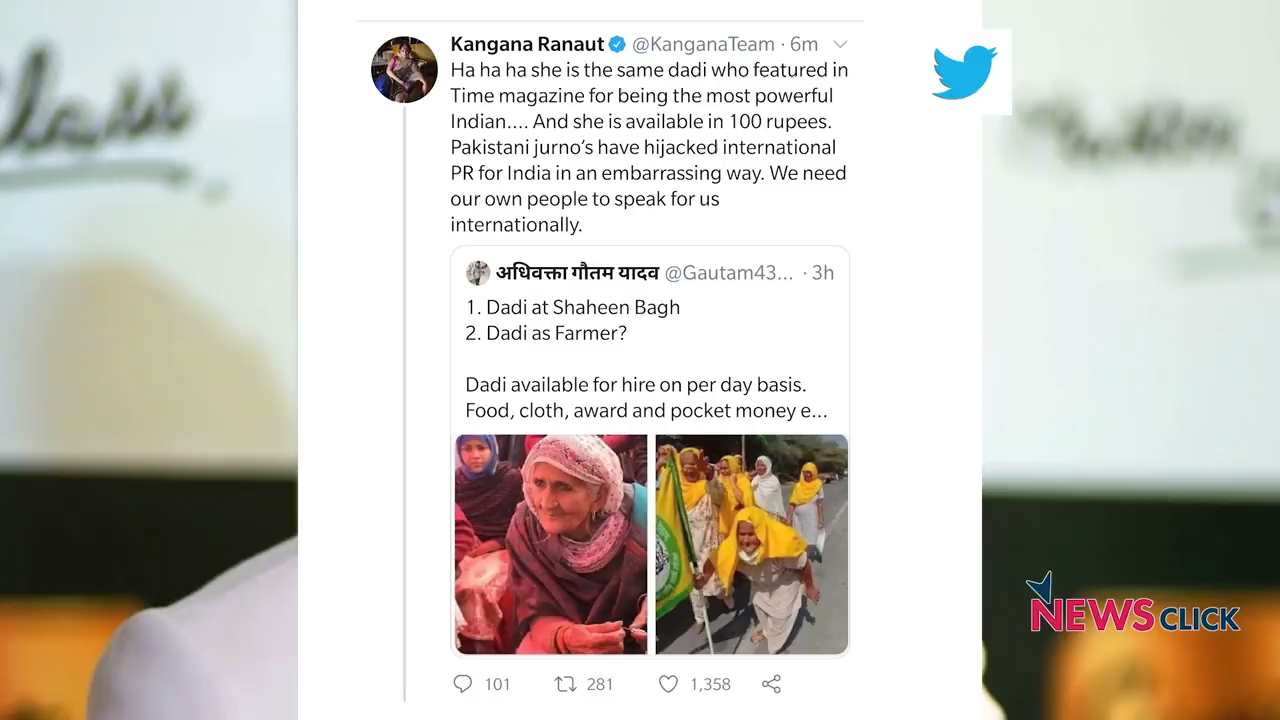 Kangana Ranaut @KanganaTeam · 6m
Ha ha ha she is the same dadi who featured in
Time magazine for being the most powerful
Indian.... And she is available in 100 rupees.
Pakistani jurno's have hijacked international
PR for India in an embarrassing way. We need
our own people to speak for us
internationally.
अधिवक्ता गौतम यादव @Gautam43... · 3h
1. Dadi at Shaheen Bagh
2. Dadi as Farmer?
Dadi available for hire on per day basis.
Food, cloth, award and pocket money e...
101 281 1,358
NEWSCLICK